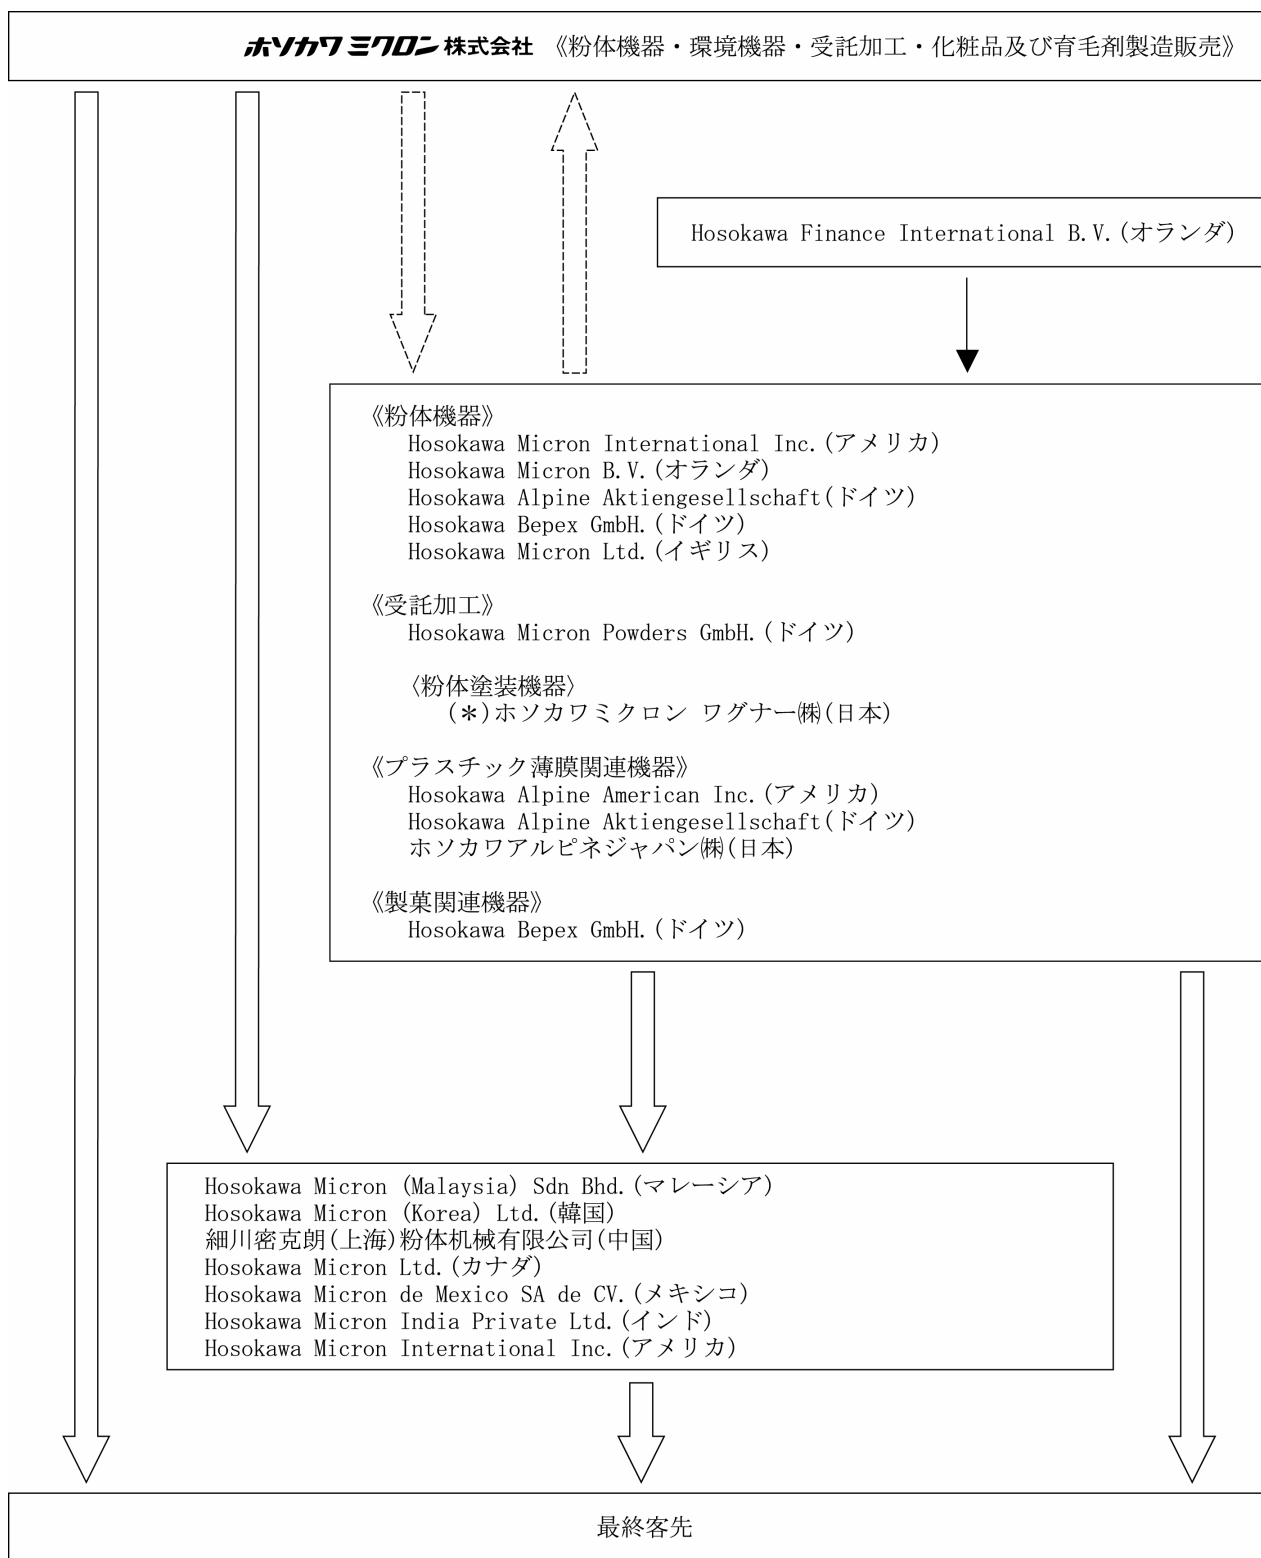 ホソカワミクロン株式会社 《粉体機器・環境機器・受託加工・化粧品及び育毛剤製造販売》
Hosokawa Finance International B.V.(オランダ)
《粉体機器》
Hosokawa Micron International Inc.(アメリカ)
Hosokawa Micron B.V.(オランダ)
Hosokawa Alpine Aktiengesellschaft(ドイツ)
Hosokawa Bepex GmbH.(ドイツ)
Hosokawa Micron Ltd.(イギリス)
《受託加工》
Hosokawa Micron Powders GmbH.(ドイツ)
〈粉体塗装機器〉
(＊)ホソカワミクロン ワグナー㈱(日本)
《プラスチック薄膜関連機器》
Hosokawa Alpine American Inc.(アメリカ)
Hosokawa Alpine Aktiengesellschaft(ドイツ)
ホソカワアルピネジャパン㈱(日本)
《製菓関連機器》
Hosokawa Bepex GmbH.(ドイツ)
Hosokawa Micron (Malaysia) Sdn Bhd.(マレーシア)
Hosokawa Micron (Korea) Ltd.(韓国)
細川密克朗(上海)粉体机械有限公司(中国)
Hosokawa Micron Ltd.(カナダ)
Hosokawa Micron de Mexico SA de CV.(メキシコ)
Hosokawa Micron India Private Ltd.(インド)
Hosokawa Micron International Inc.(アメリカ)
最終客先